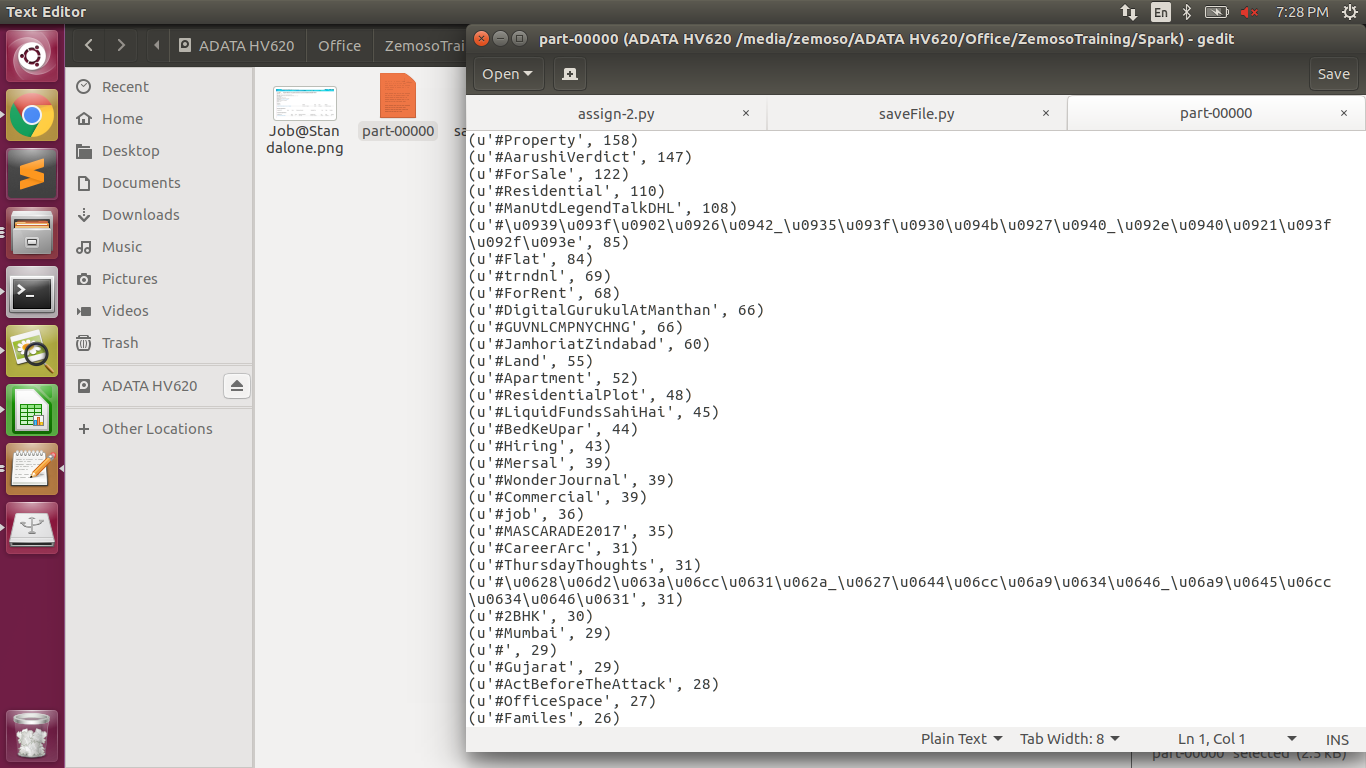 Text Editor
En
7:28 PM
ADATA HV620
Office
ZemosoTrai
Recent
Home
Desktop
Documents
Downloads
Music
Pictures
Videos
Trash
ADATA HV620
Other Locations
Job@Stan
dalone.png
part-00000
sa
part-00000 (ADATA HV620 /media/zemoso/ADATA HV620/Office/ZemosoTraining/Spark) - gedit
Open
Save
assign-2.py
saveFile.py
part-00000
(u'#Property', 158)
(u'#AarushiVerdict', 147)
(u'#ForSale', 122)
(u'#Residential', 110)
(u'#ManUtdLegendTalkDHL', 108)
(u'#\u0939\u093f\u0902\u0926\u0942_\u0935\u093f\u0930\u094b\u0927\u0940_\u092e\u0940\u0921\u093f
\u092f\u093e', 85)
(u'#Flat', 84)
(u'#trndnl', 69)
(u'#ForRent', 68)
(u'#DigitalGurukulAtManthan', 66)
(u'#GUVNLCMPNYCHNG', 66)
(u'#JamhoriatZindabad', 60)
(u'#Land', 55)
(u'#Apartment', 52)
(u'#ResidentialPlot', 48)
(u'#LiquidFundsSahiHai', 45)
(u'#BedKeUpar', 44)
(u'#Hiring', 43)
(u'#Mersal', 39)
(u'#WonderJournal', 39)
(u'#Commercial', 39)
(u'#job', 36)
(u'#MASCARADE2017', 35)
(u'#CareerArc', 31)
(u'#ThursdayThoughts', 31)
(u'#\u0628\u06d2\u063a\u06cc\u0631\u062a_\u0627\u0644\u06cc\u06a9\u0634\u0646_\u06a9\u0645\u06cc
\u0634\u0646\u0631', 31)
(u'#2BHK', 30)
(u'#Mumbai', 29)
(u'#', 29)
(u'#Gujarat', 29)
(u'#ActBeforeTheAttack', 28)
(u'#OfficeSpace', 27)
(u'#Familes', 26)
Plain Text
Tab Width: 8
Ln 1, Col 1
INS
"part-00000" selected (2.5 kB)